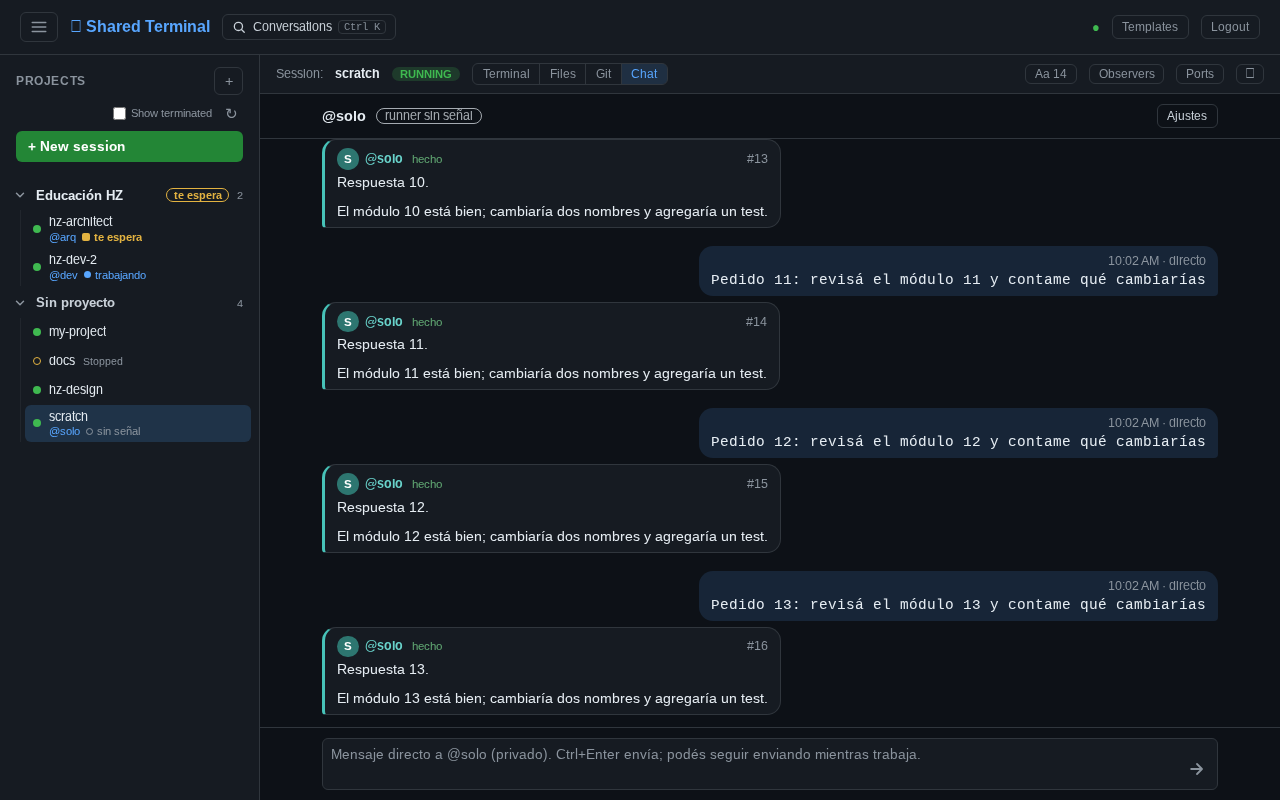 Shared Terminal
Conversations Ctrl K
Templates
Logout
PROJECTS
+
Show terminated
+ New session
Educación HZ te espera 2
hz-architect
@arq te espera
hz-dev-2
@dev trabajando
Sin proyecto 4
my-project
docs Stopped
hz-design
scratch
@solo sin señal
Session: scratch RUNNING Terminal Files Git Chat
Aa 14 Observers Ports
@solo runner sin señal Ajustes
S @solo hecho #13
Respuesta 10.
El módulo 10 está bien; cambiaría dos nombres y agregaría un test.
10:02 AM · directo
Pedido 11: revisá el módulo 11 y contame qué cambiarías
S @solo hecho #14
Respuesta 11.
El módulo 11 está bien; cambiaría dos nombres y agregaría un test.
10:02 AM · directo
Pedido 12: revisá el módulo 12 y contame qué cambiarías
S @solo hecho #15
Respuesta 12.
El módulo 12 está bien; cambiaría dos nombres y agregaría un test.
10:02 AM · directo
Pedido 13: revisá el módulo 13 y contame qué cambiarías
S @solo hecho #16
Respuesta 13.
El módulo 13 está bien; cambiaría dos nombres y agregaría un test.
Mensaje directo a @solo (privado). Ctrl+Enter envía; podés seguir enviando mientras trabaja.